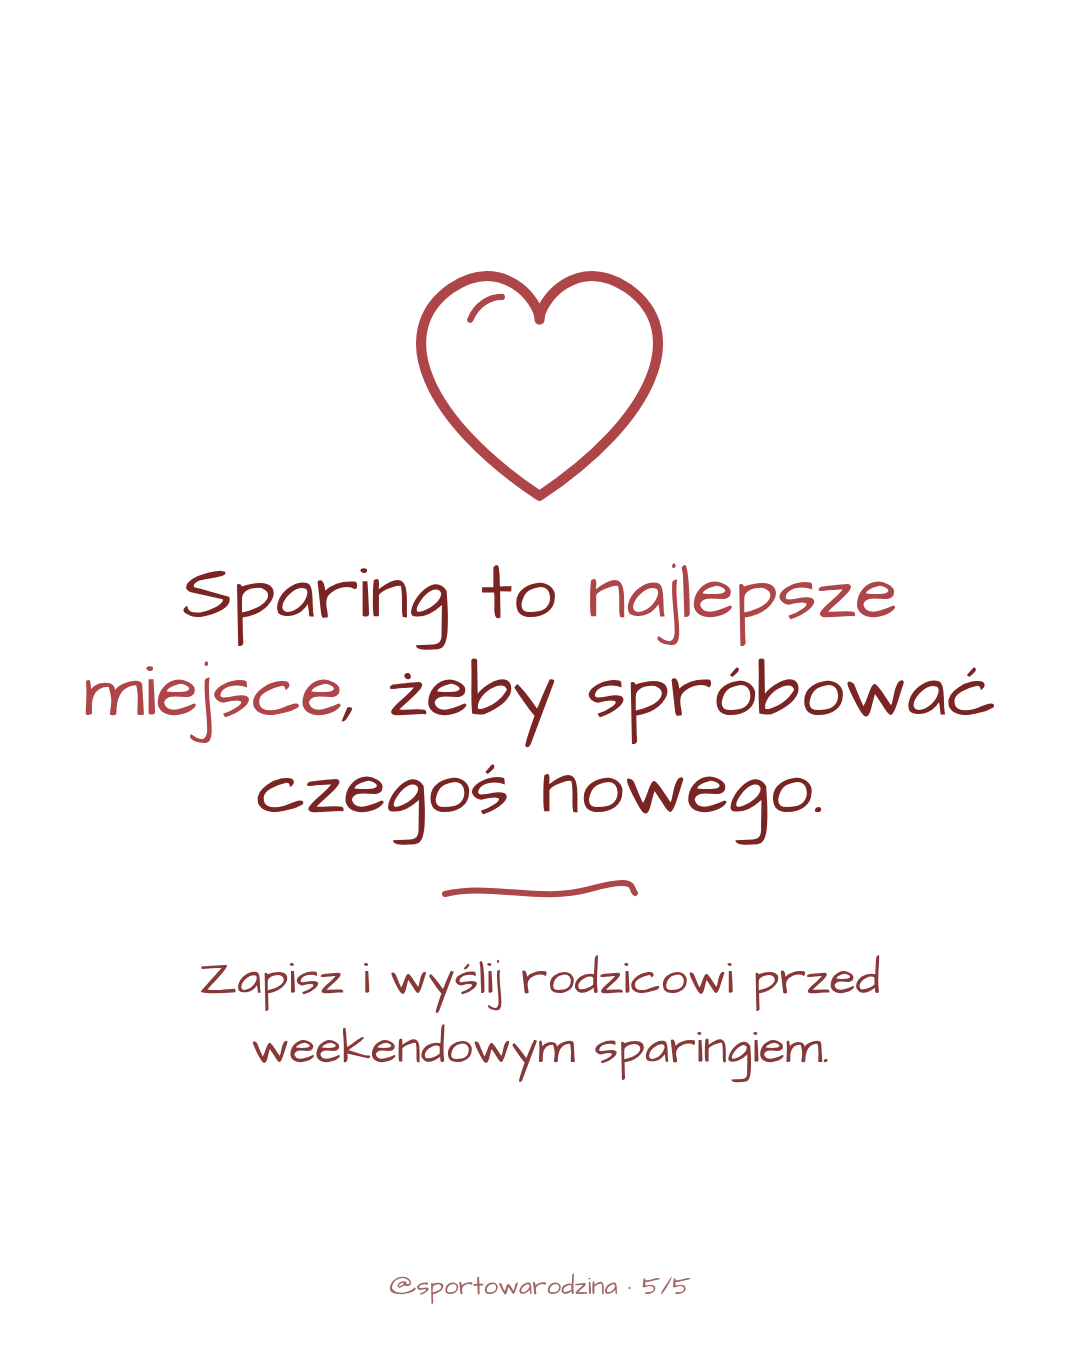 Sparing to najlepsze
miejsce, żeby spróbować
czegoś nowego.
Zapisz i wyślij rodzicowi przed
weekendowym sparingiem.
@sportowarodzina · 5/5